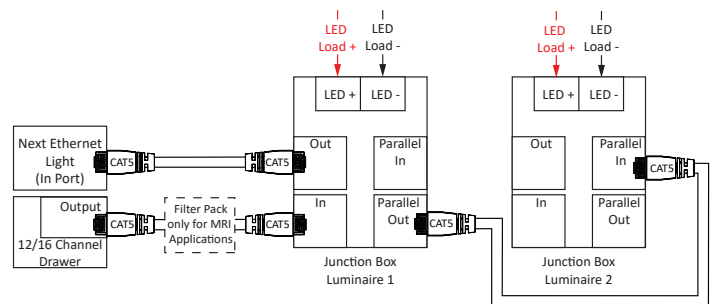 LED
Load +
LED
Load -
LED
Load +
LED
Load -
LED +
LED -
LED +
LED -
Next Ethernet
Light
(In Port)
CAT5
CAT5
Out
Parallel
In
Out
Parallel
In
CAT5
Output
12/16 Channel
Drawer
CAT5
Filter Pack
only for MRI
Applications
CAT5
In
Parallel
Out
CAT5
In
Parallel
Out
Junction Box
Luminaire 1
Junction Box
Luminaire 2